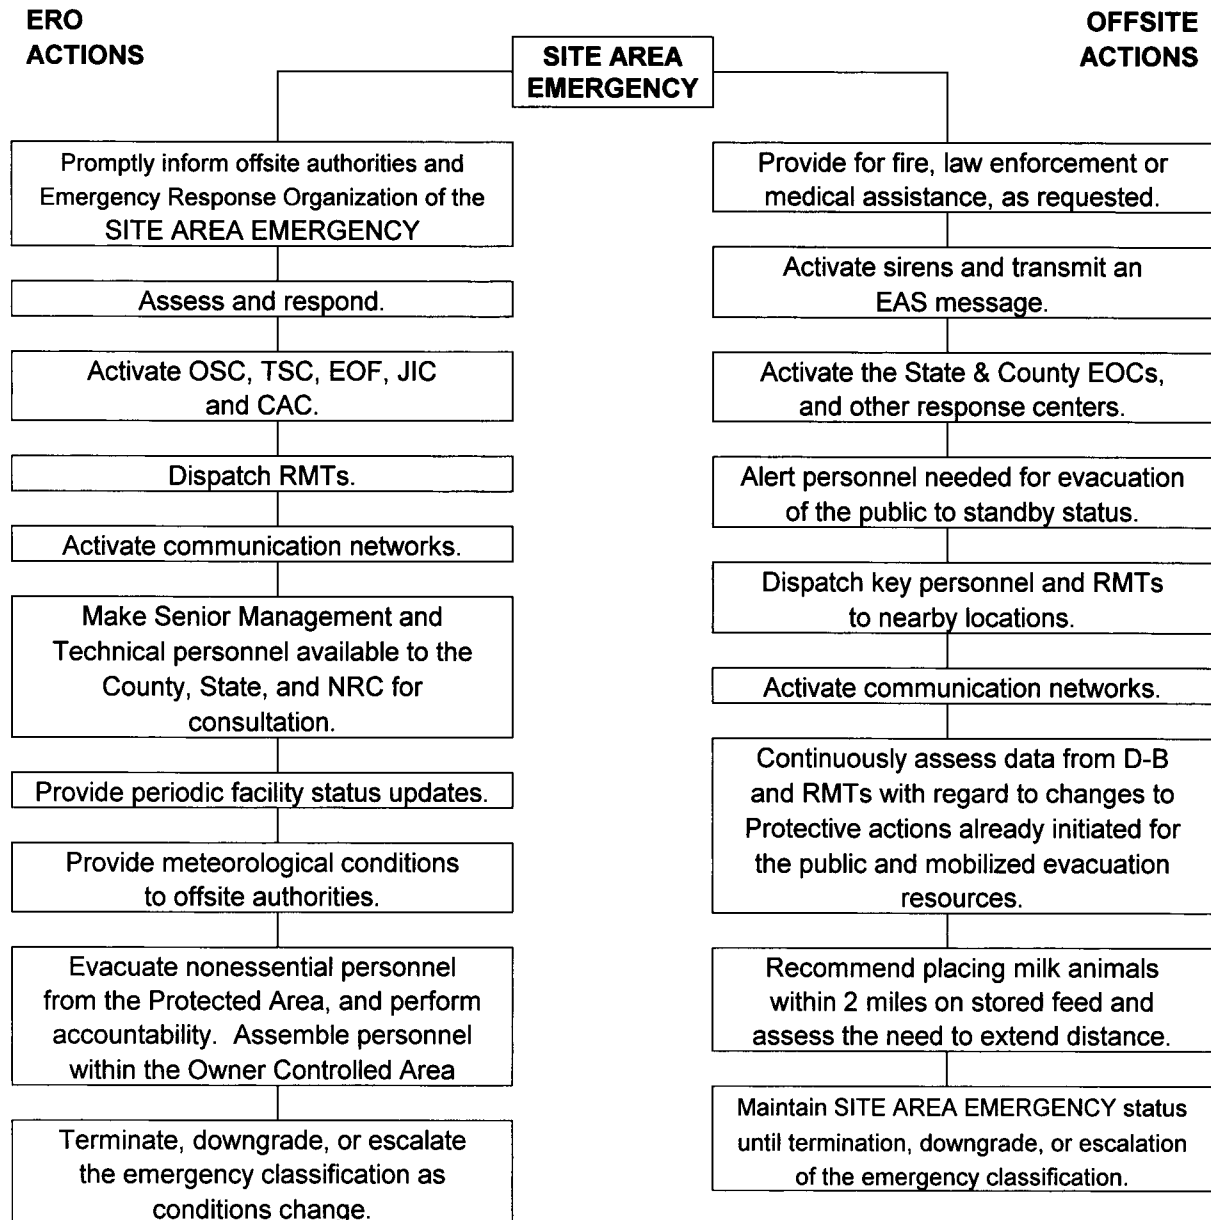 ERO
ACTIONS
OFFSITE
ACTIONS
SITE AREA
EMERGENCY
Promptly inform offsite authorities and
Emergency Response Organization of the
SITE AREA EMERGENCY
Assess and respond.
Activate OSC, TSC, EOF, JIC
and CAC.
Dispatch RMTs.
Activate communication networks.
Make Senior Management and
Technical personnel available to the
County, State, and NRC for
consultation.
Provide periodic facility status updates.
Provide meteorological conditions
to offsite authorities.
Evacuate nonessential personnel
from the Protected Area, and perform
accountability. Assemble personnel
within the Owner Controlled Area
Terminate, downgrade, or escalate
the emergency classification as
conditions change.
Provide for fire, law enforcement or
medical assistance, as requested.
Activate sirens and transmit an
EAS message.
Activate the State & County EOCs,
and other response centers.
Alert personnel needed for evacuation
of the public to standby status.
Dispatch key personnel and RMTs
to nearby locations.
Activate communication networks.
Continuously assess data from D-B
and RMTs with regard to changes to
Protective actions already initiated for
the public and mobilized evacuation
resources.
Recommend placing milk animals
within 2 miles on stored feed and
assess the need to extend distance.
Maintain SITE AREA EMERGENCY status
until termination, downgrade, or escalation
of the emergency classification.